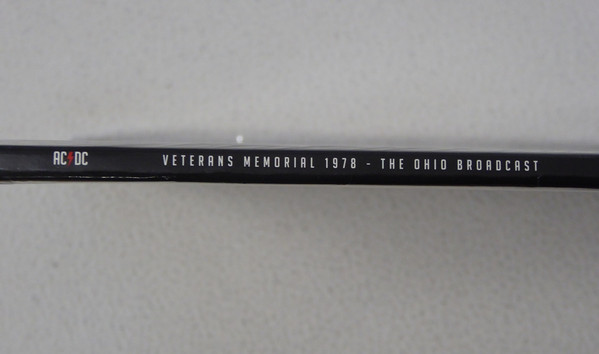 AC⚡DC VETERANS MEMORIAL 1978 - THE OHIO BROADCAST